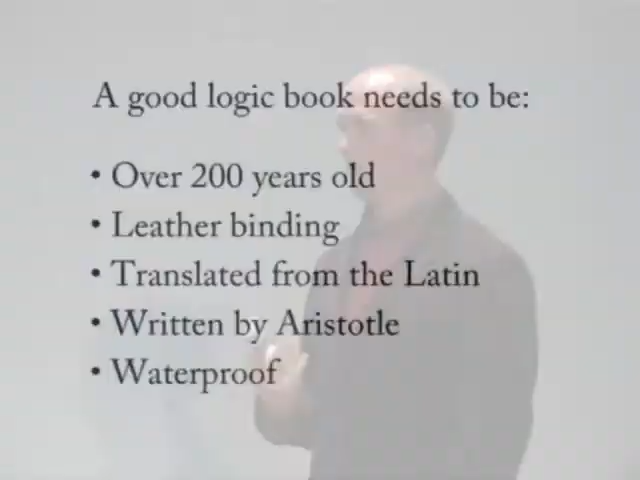 A good logic book needs to be:
• Over 200 years old
• Leather binding
• Translated from the Latin
• Written by Aristotle
• Waterproof